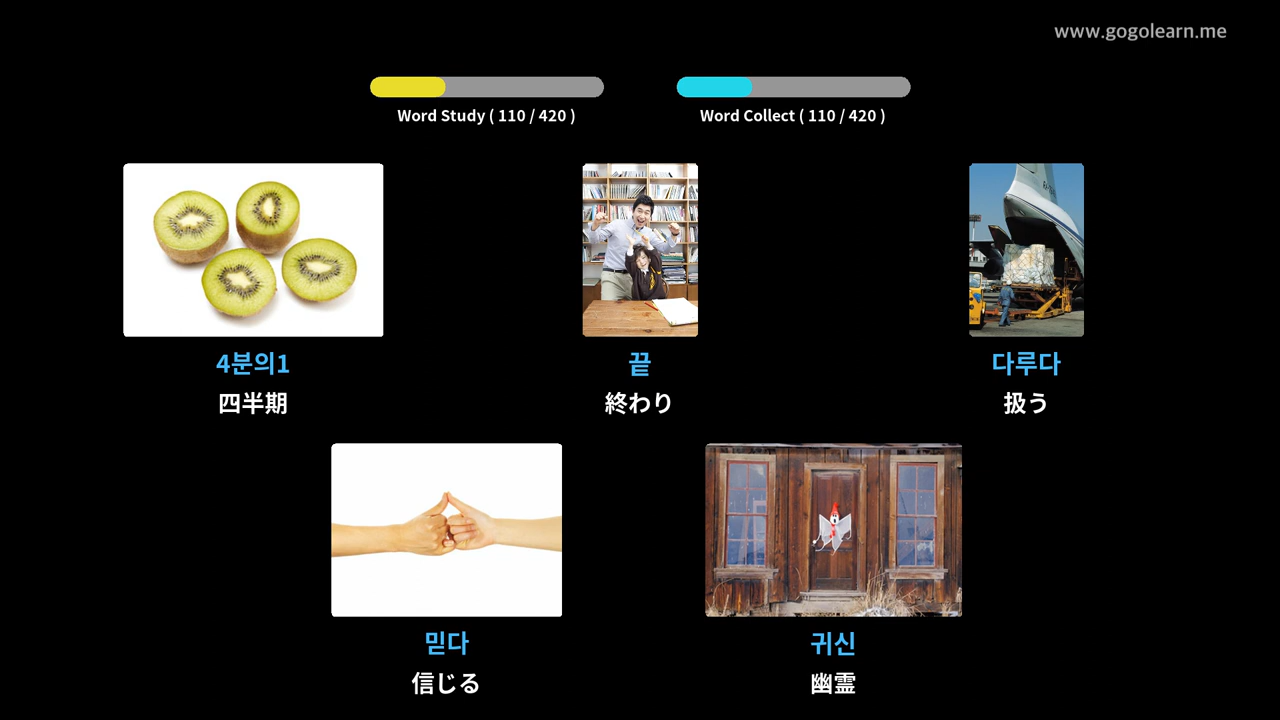 www.gogolearn.me
Word Study ( 110 / 420 )
Word Collect ( 110 / 420 )
4분의1
四半期
끝
終わり
다루다
扱う
믿다
信じる
귀신
幽霊